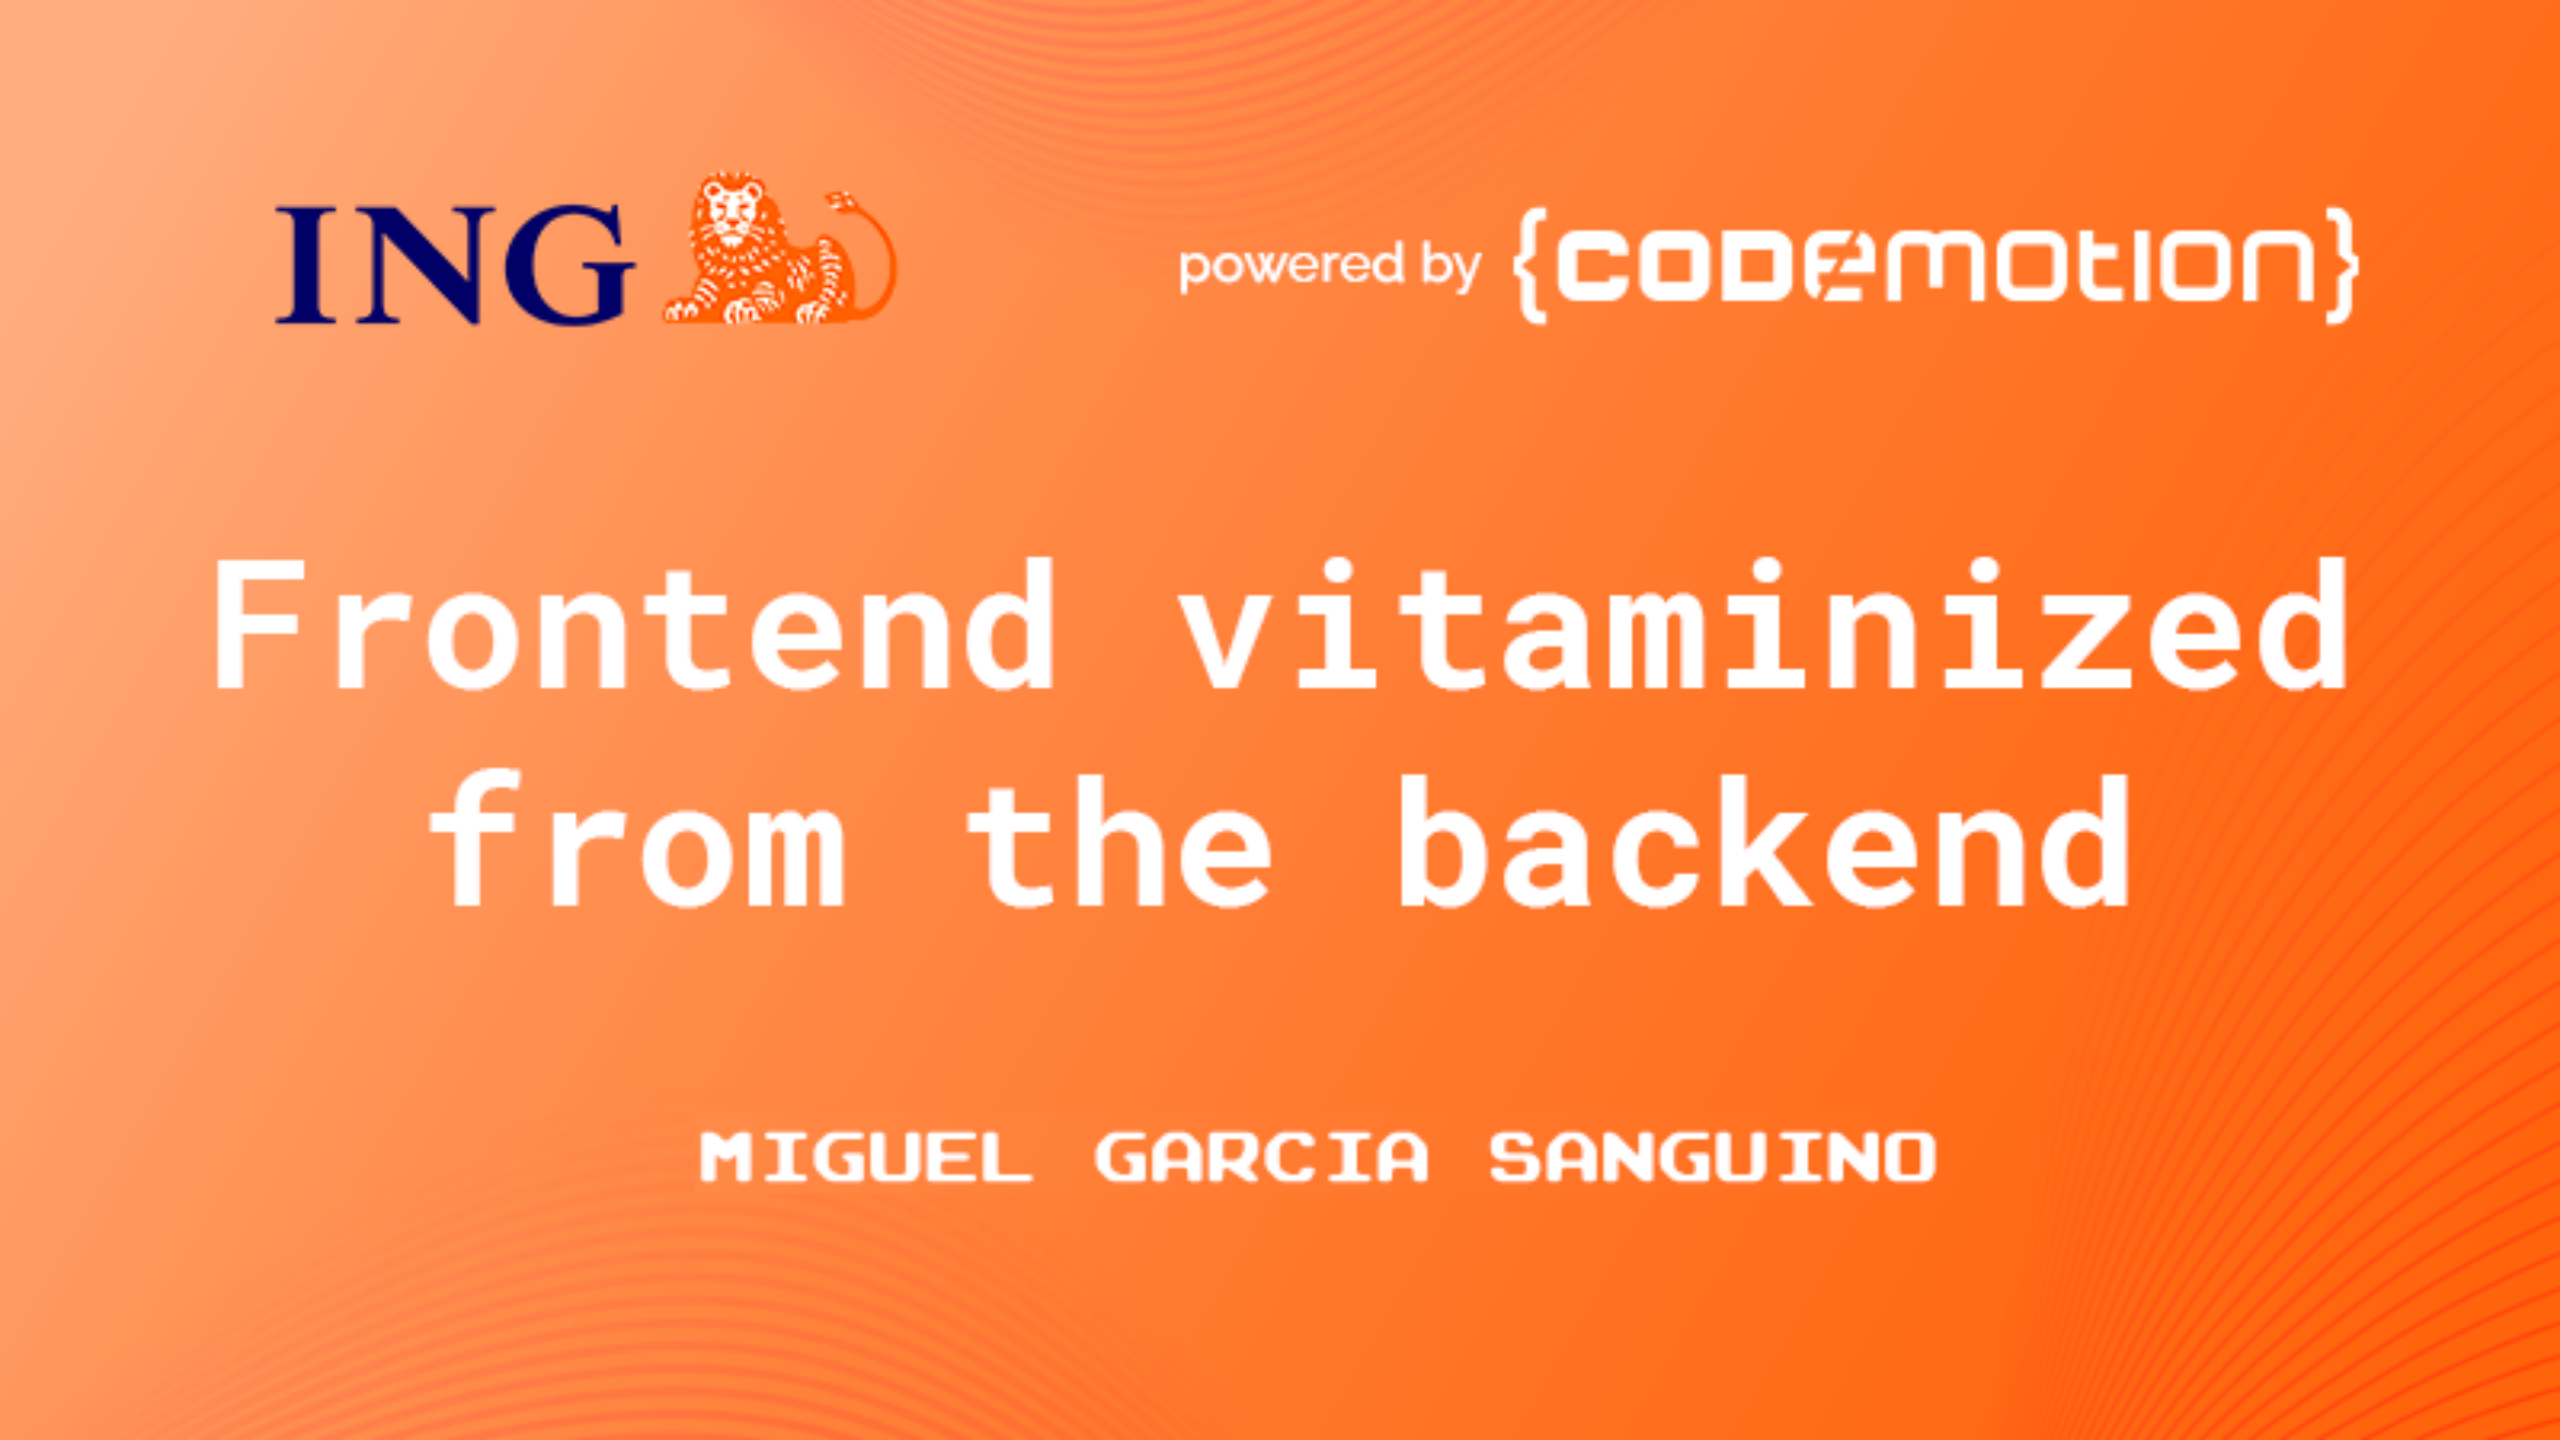 ING
powered by {CODEMOTION}
Frontend vitaminized
from the backend
MIGUEL GARCIA SANGUINO